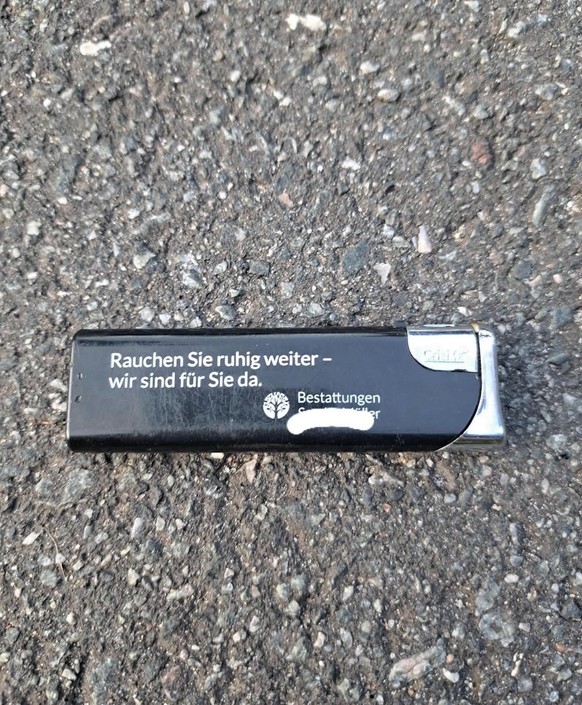 Rauchen Sie ruhig weiter –
wir sind für Sie da.
Bestattungen